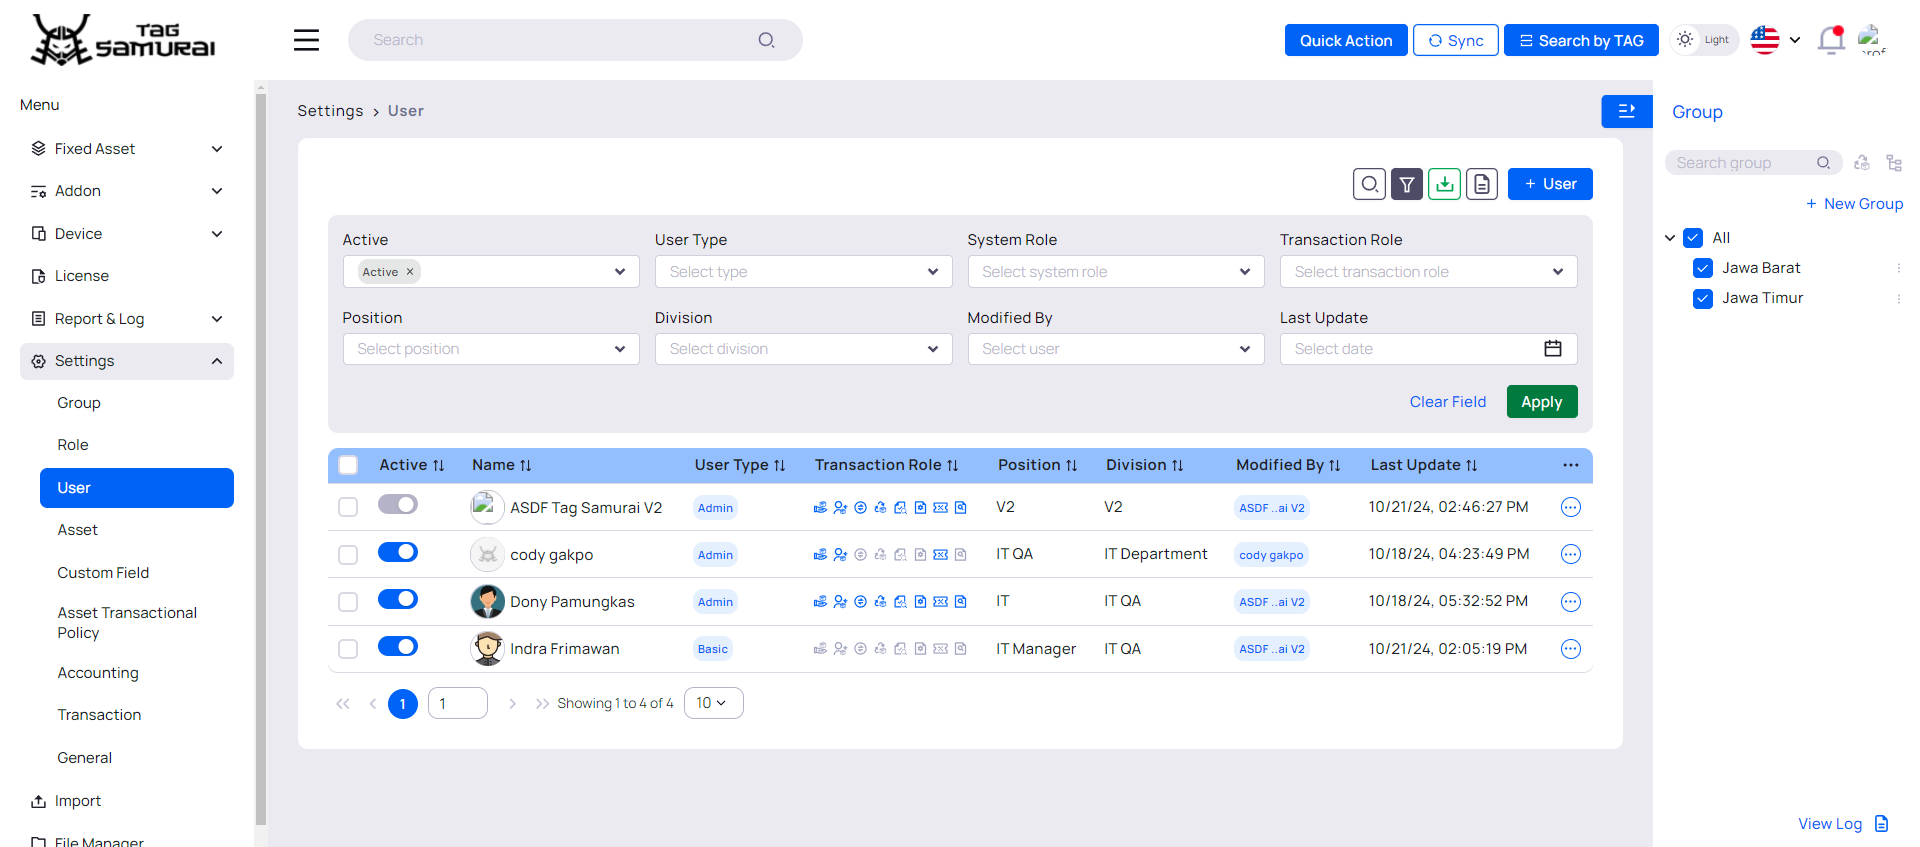 TAG
SAMURAI
Search
Quick Action
Sync
Search by TAG
Light
prof
Menu
Fixed Asset
Addon
Device
License
Report & Log
Settings
Group
Role
User
Asset
Custom Field
Asset Transactional
Policy
Accounting
Transaction
General
Import
File Manager
Settings > User
+ User
Active
User Type
System Role
Transaction Role
Active ×
Select type
Select system role
Select transaction role
Position
Division
Modified By
Last Update
Select position
Select division
Select user
Select date
Clear Field
Apply
Active Name User Type Transaction Role Position Division Modified By Last Update ...
ASDF Tag Samurai V2 Admin V2 V2 ASDF ..ai V2 10/21/24, 02:46:27 PM
cody gakpo Admin IT QA IT Department cody gakpo 10/18/24, 04:23:49 PM
Dony Pamungkas Admin IT IT QA ASDF ..ai V2 10/18/24, 05:32:52 PM
Indra Frimawan Basic IT Manager IT QA ASDF ..ai V2 10/21/24, 02:05:19 PM
<< < 1 1 > >> Showing 1 to 4 of 4 10
Group
Search group
+ New Group
All
Jawa Barat
Jawa Timur
View Log